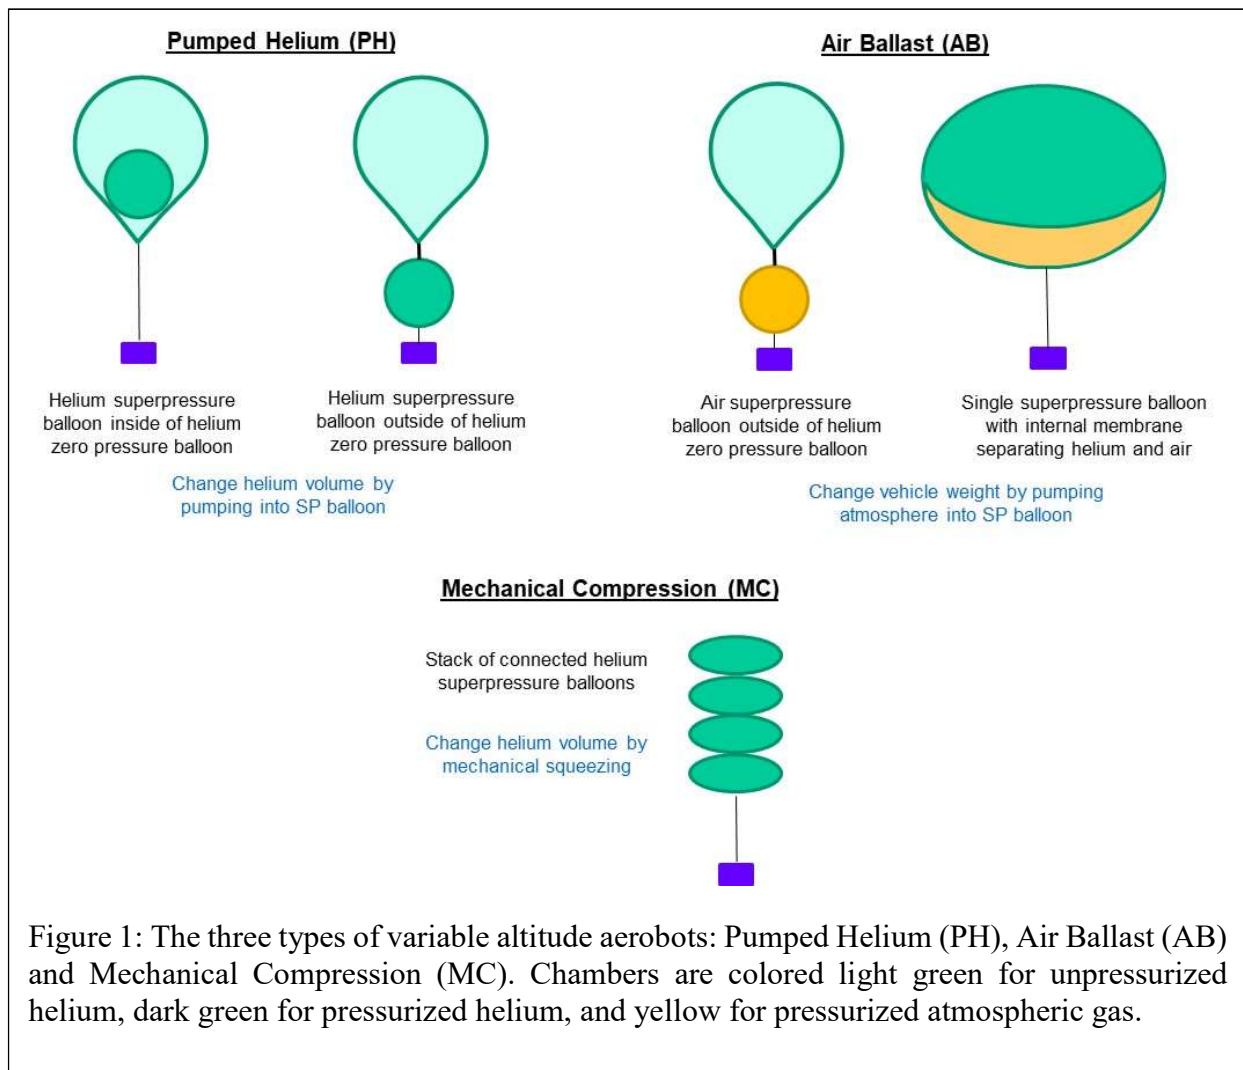 Pumped Helium (PH)
Air Ballast (AB)
Helium superpressure
balloon inside of helium
zero pressure balloon
Helium superpressure
balloon outside of helium
zero pressure balloon
Change helium volume by
pumping into SP balloon
Air superpressure
balloon outside of helium
zero pressure balloon
Single superpressure balloon
with internal membrane
separating helium and air
Change vehicle weight by pumping
atmosphere into SP balloon
Mechanical Compression (MC)
Stack of connected helium
superpressure balloons
Change helium volume by
mechanical squeezing
Figure 1: The three types of variable altitude aerobots: Pumped Helium (PH), Air Ballast (AB)
and Mechanical Compression (MC). Chambers are colored light green for unpressurized
helium, dark green for pressurized helium, and yellow for pressurized atmospheric gas.